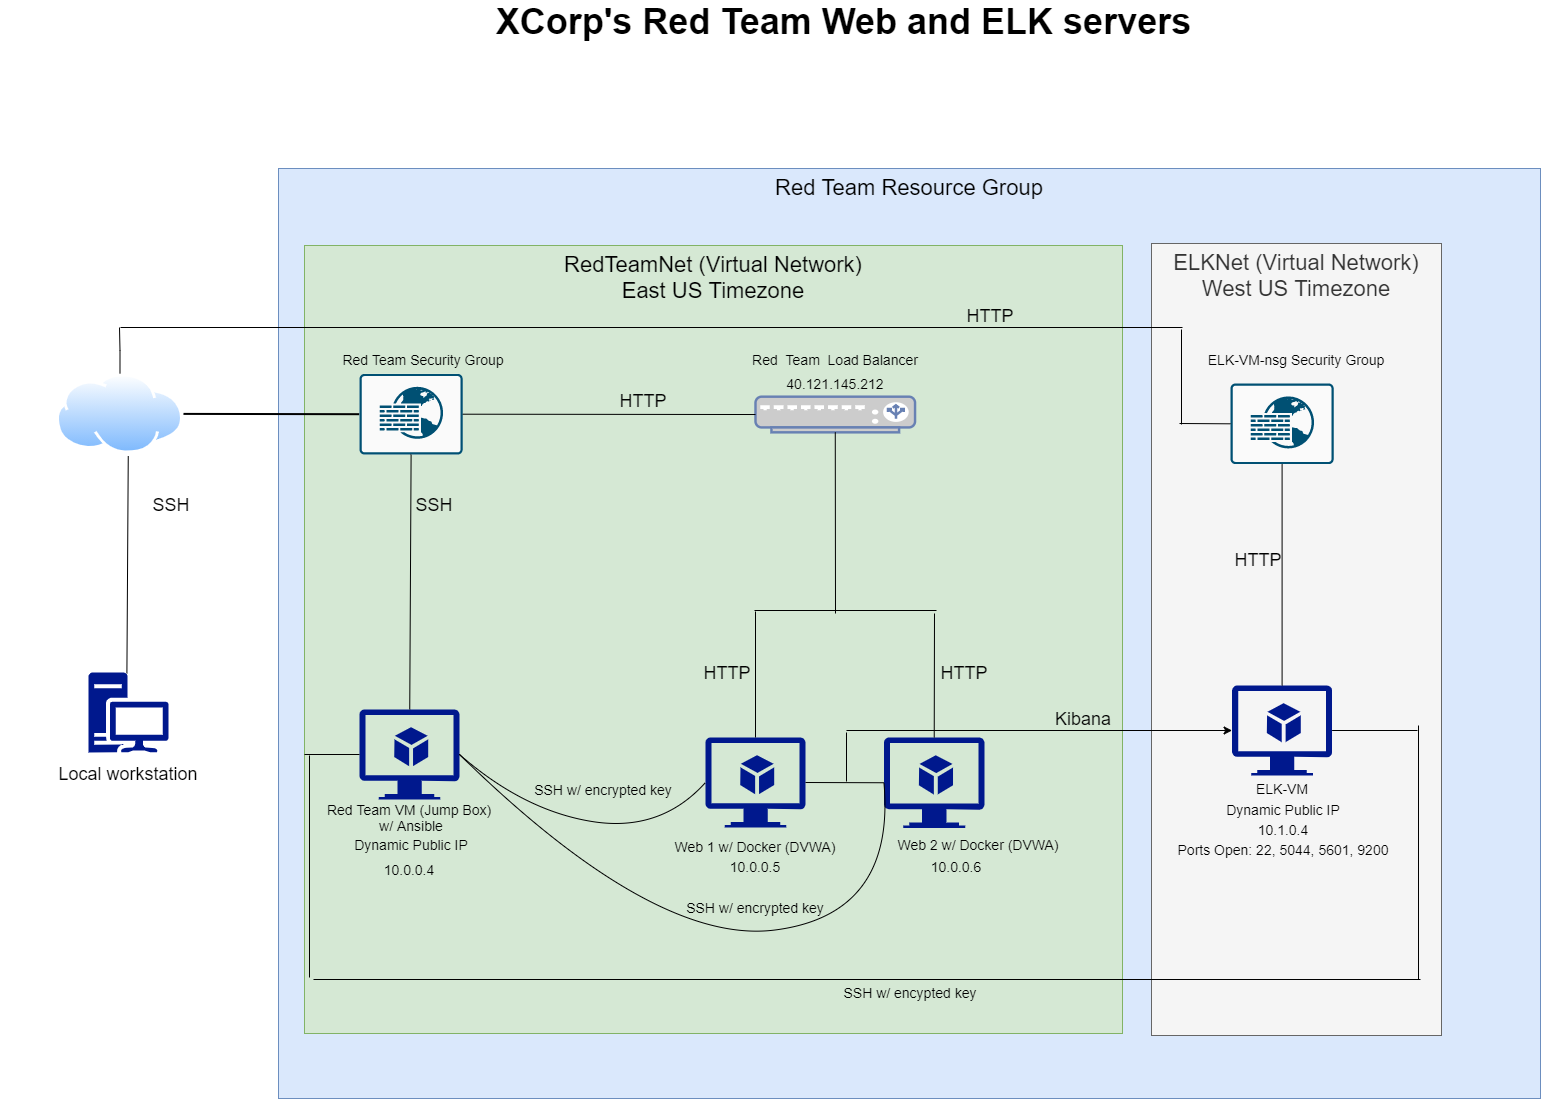 XCorp's Red Team Web and ELK servers
Red Team Resource Group
RedTeamNet (Virtual Network)
East US Timezone
ELKNet (Virtual Network)
West US Timezone
HTTP
Red Team Security Group
Red Team Load Balancer
40.121.145.212
ELK-VM-nsg Security Group
HTTP
SSH
SSH
HTTP
HTTP
HTTP
Kibana
Local workstation
SSH w/ encrypted key
Red Team VM (Jump Box)
w/ Ansible
Dynamic Public IP
10.0.0.4
Web 1 w/ Docker (DVWA)
10.0.0.5
Web 2 w/ Docker (DVWA)
10.0.0.6
ELK-VM
Dynamic Public IP
10.1.0.4
Ports Open: 22, 5044, 5601, 9200
SSH w/ encrypted key
SSH w/ encypted key